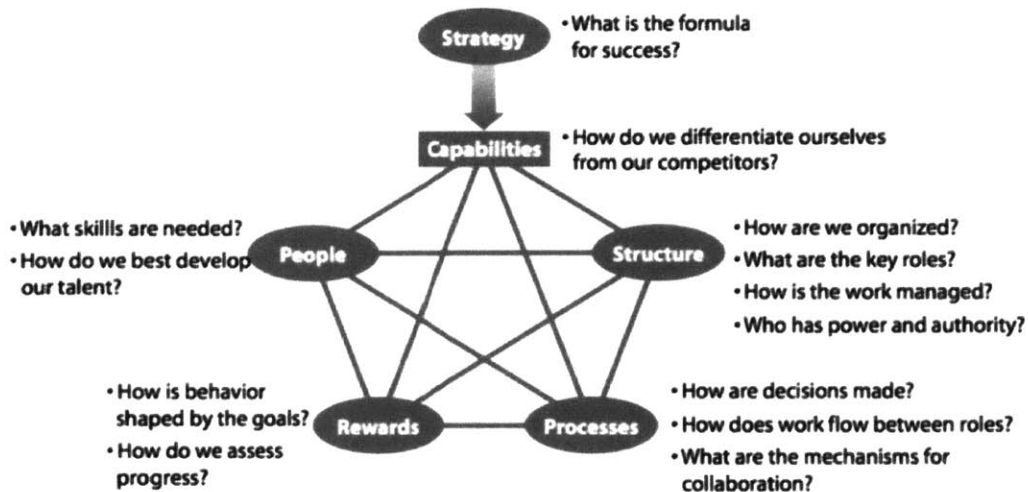 Strategy
• What is the formula
for success?
Capabilities
• How do we differentiate ourselves
from our competitors?
• What skillls are needed?
• How do we best develop
our talent?
People
Structure
• How are we organized?
• What are the key roles?
• How is the work managed?
• Who has power and authority?
• How is behavior
shaped by the goals?
• How do we assess
progress?
Rewards
Processes
• How are decisions made?
• How does work flow between roles?
• What are the mechanisms for
collaboration?